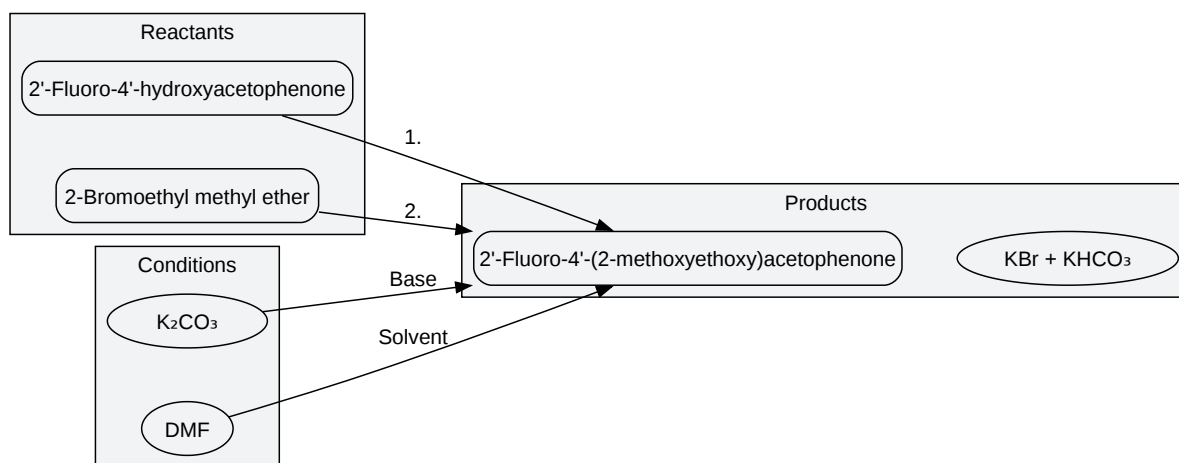 Reactants
2'-Fluoro-4'-hydroxyacetophenone
1.
2-Bromoethyl methyl ether
2.
Products
2'-Fluoro-4'-(2-methoxyethoxy)acetophenone
KBr + KHCO₃
Conditions
Base
K₂CO₃
Solvent
DMF